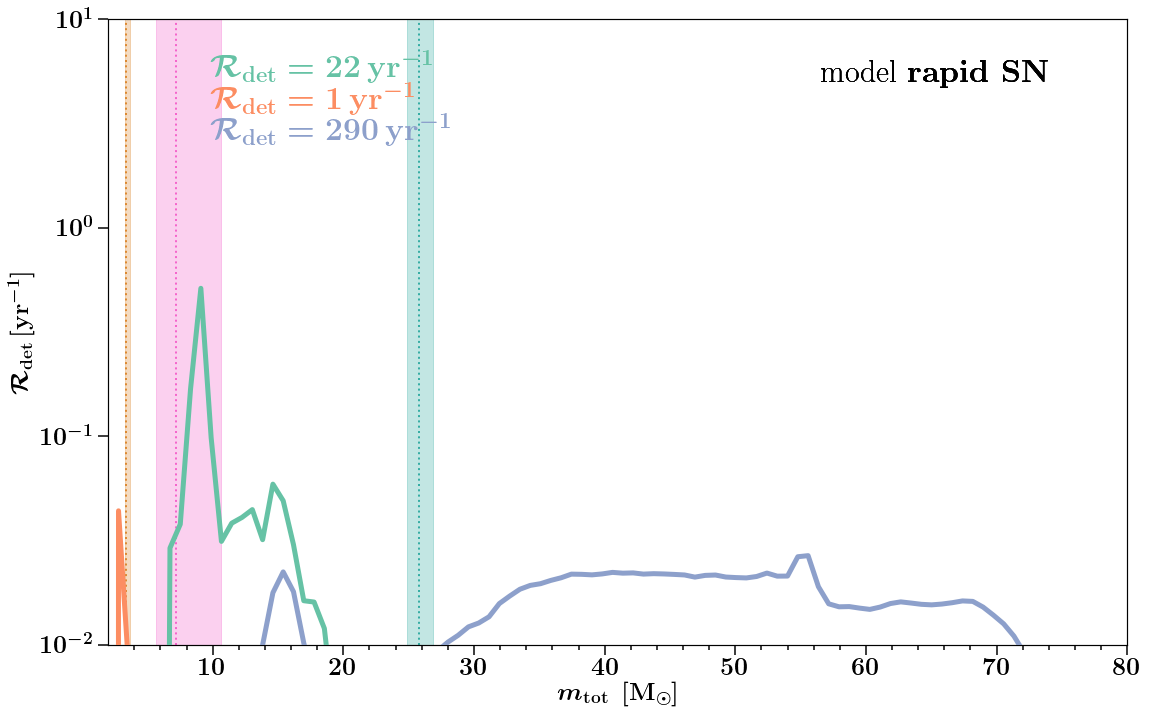 10¹
ℛ_det = 22 yr⁻¹
model rapid SN
ℛ_det = 1 yr⁻¹
ℛ_det = 290 yr⁻¹
10⁰
10⁻¹
10⁻²
ℛ_det [yr⁻¹]
10 20 30 40 50 60 70 80
m_tot [M_⊙]